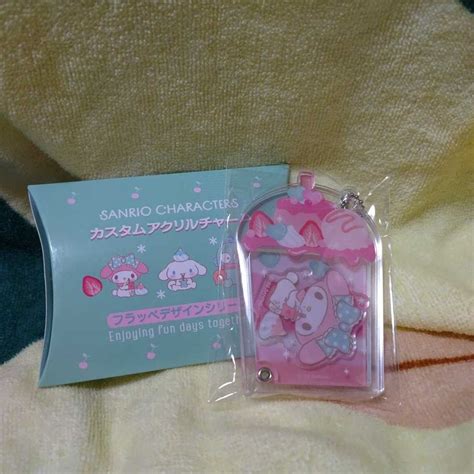 SANRIO CHARACTERS
カスタムアクリルチャー
フラッペデザインシリー
Enjoying fun days togeth